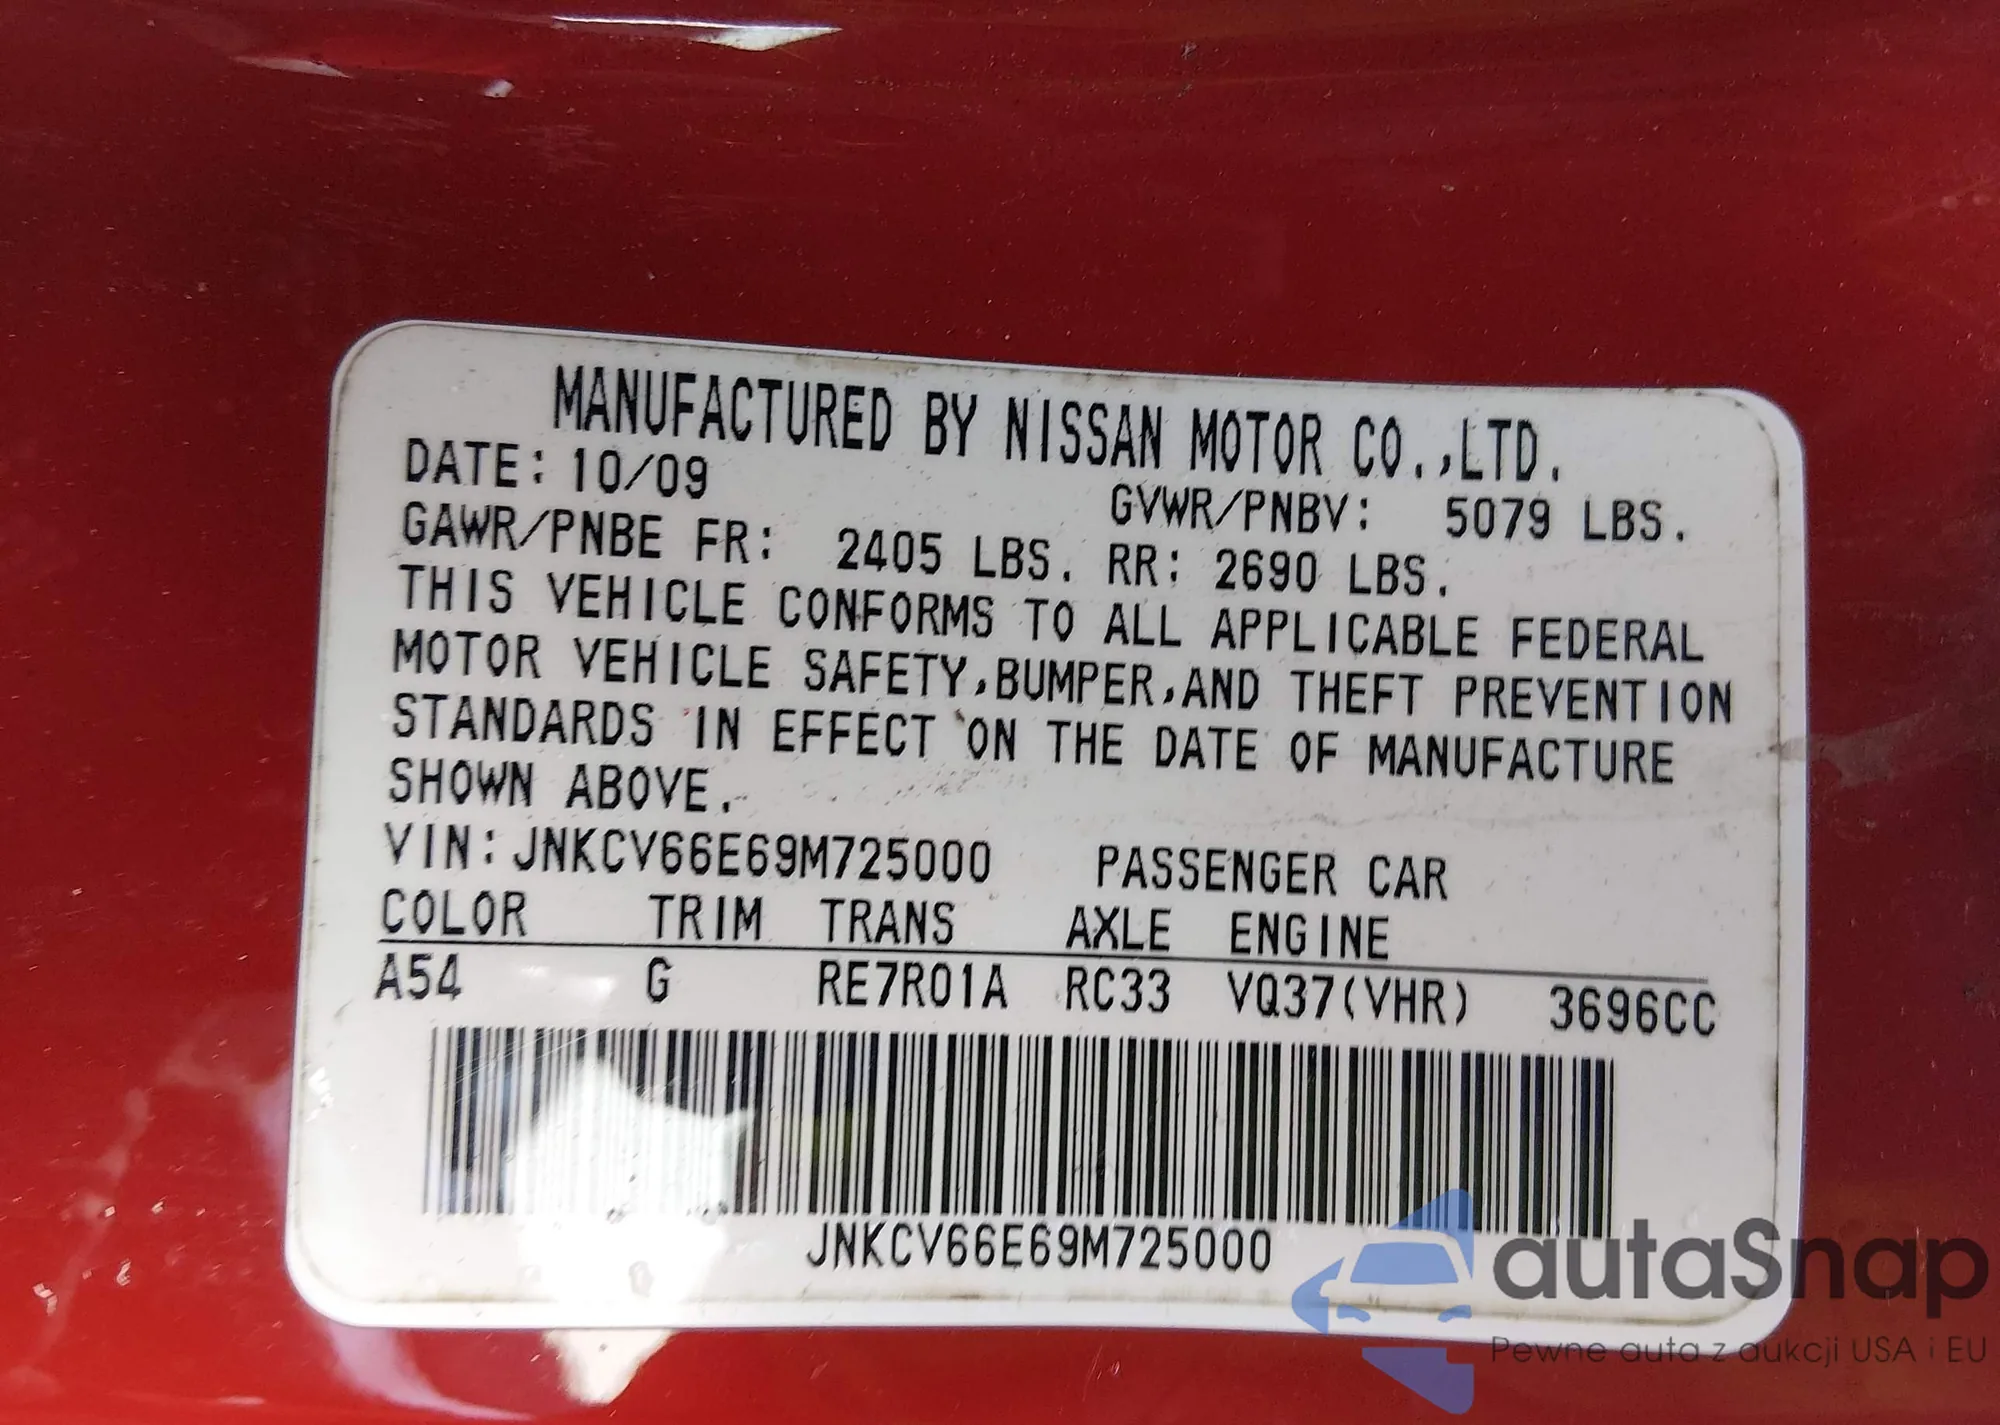 MANUFACTURED BY NISSAN MOTOR CO.,LTD.
DATE: 10/09 GVWR/PNBV: 5079 LBS.
GAWR/PNBE FR: 2405 LBS. RR: 2690 LBS.
THIS VEHICLE CONFORMS TO ALL APPLICABLE FEDERAL
MOTOR VEHICLE SAFETY,BUMPER,AND THEFT PREVENTION
STANDARDS IN EFFECT ON THE DATE OF MANUFACTURE
SHOWN ABOVE.
VIN: JNKCV66E69M725000 PASSENGER CAR
COLOR TRIM TRANS AXLE ENGINE
A54 G RE7R01A RC33 VQ37(VHR) 3696CC
JNKCV66E69M725000
autaSnap
Pewne auta z aukcji USA i EU